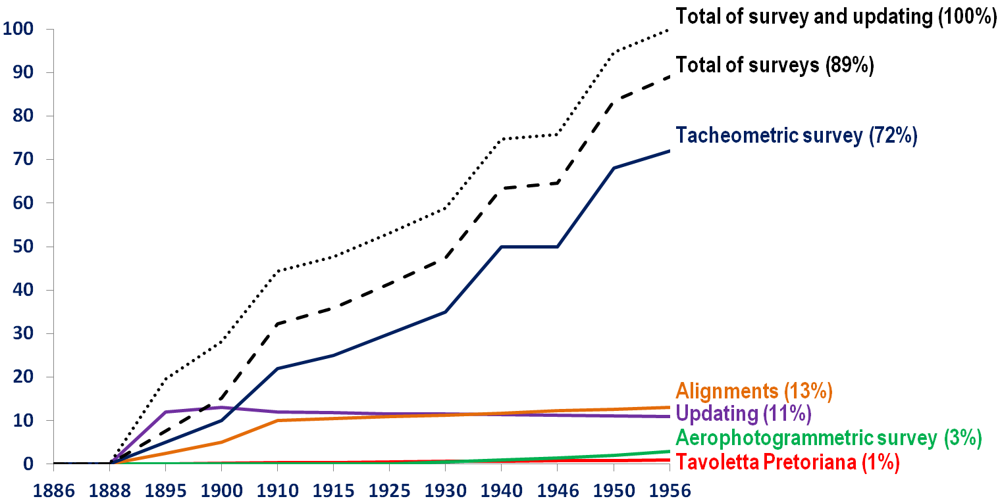 Total of survey and updating (100%)
100
90
Total of surveys (89%)
80
Tacheometric survey (72%)
70
60
50
40
30
20
Alignments (13%)
10
Updating (11%)
Aerophotogrammetric survey (3%)
Tavoletta Pretoriana (1%)
0
1886 1888 1895 1900 1910 1915 1925 1930 1940 1946 1950 1956